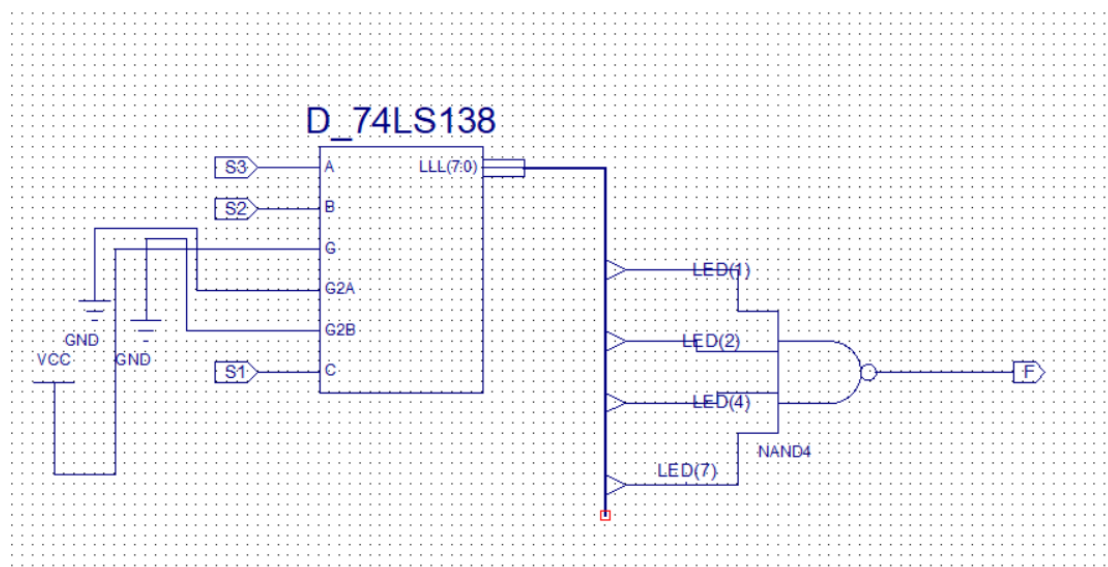 D_74LS138
S3
A
LLL(7:0)
S2
B
G
LED(1)
G2A
GND
G2B
LED(2)
VCC
GND
S1
C
F
LED(4)
NAND4
LED(7)